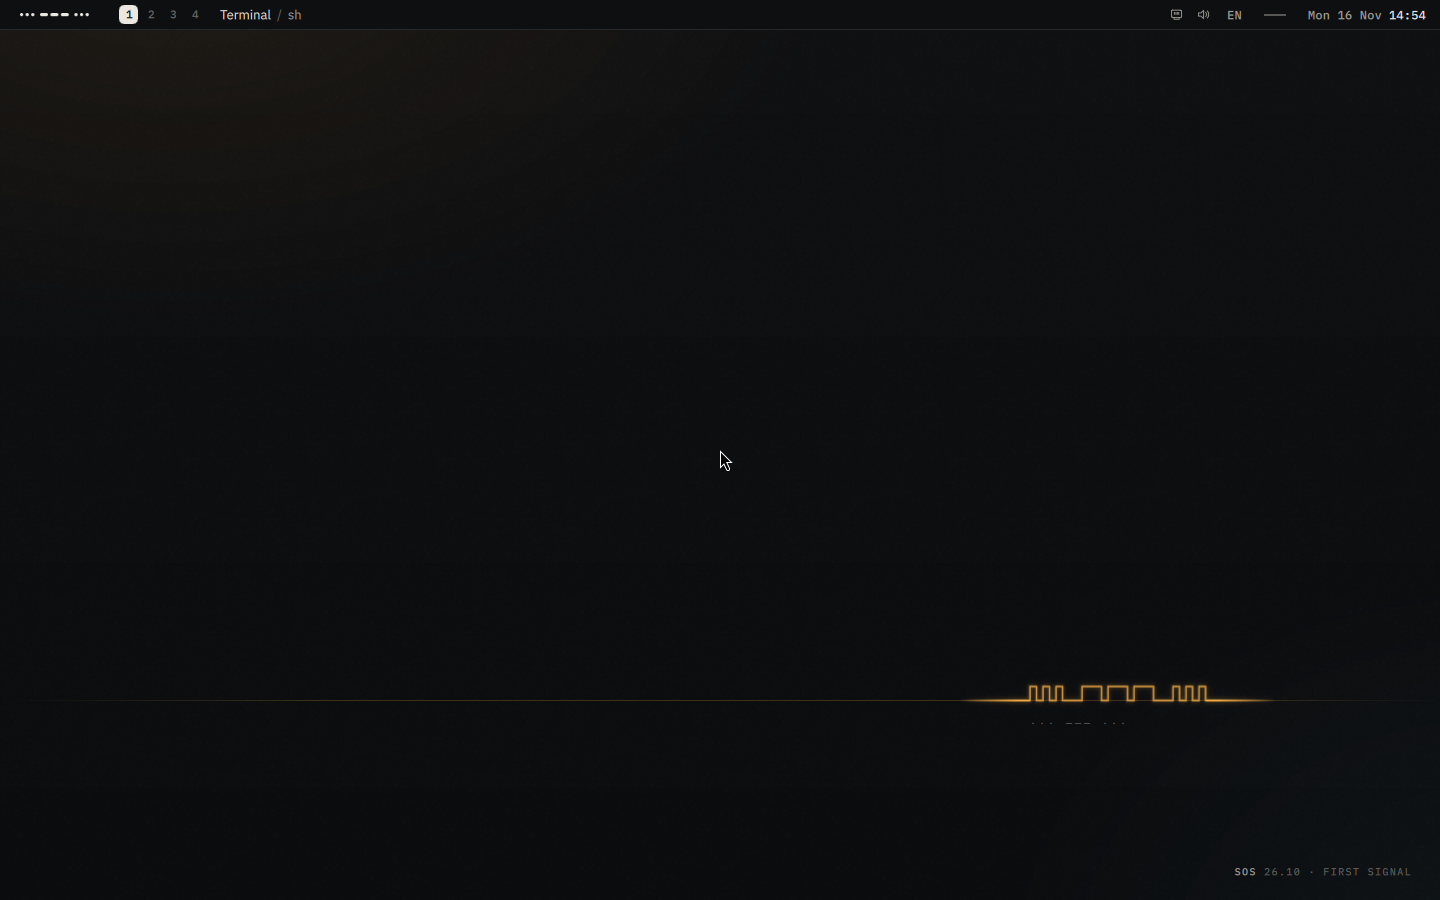 1 2 3 4 Terminal / sh EN Mon 16 Nov 14:54
··· ——— ···
SOS 26.10 · FIRST SIGNAL